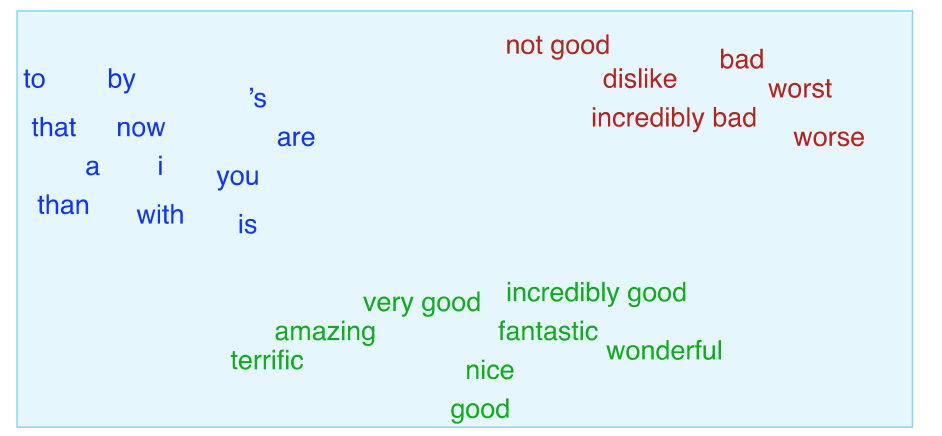 not good
bad
to by dislike
’s worst
that now incredibly bad
are worse
a i
you
than with
is
very good incredibly good
amazing fantastic
terrific wonderful
nice
good